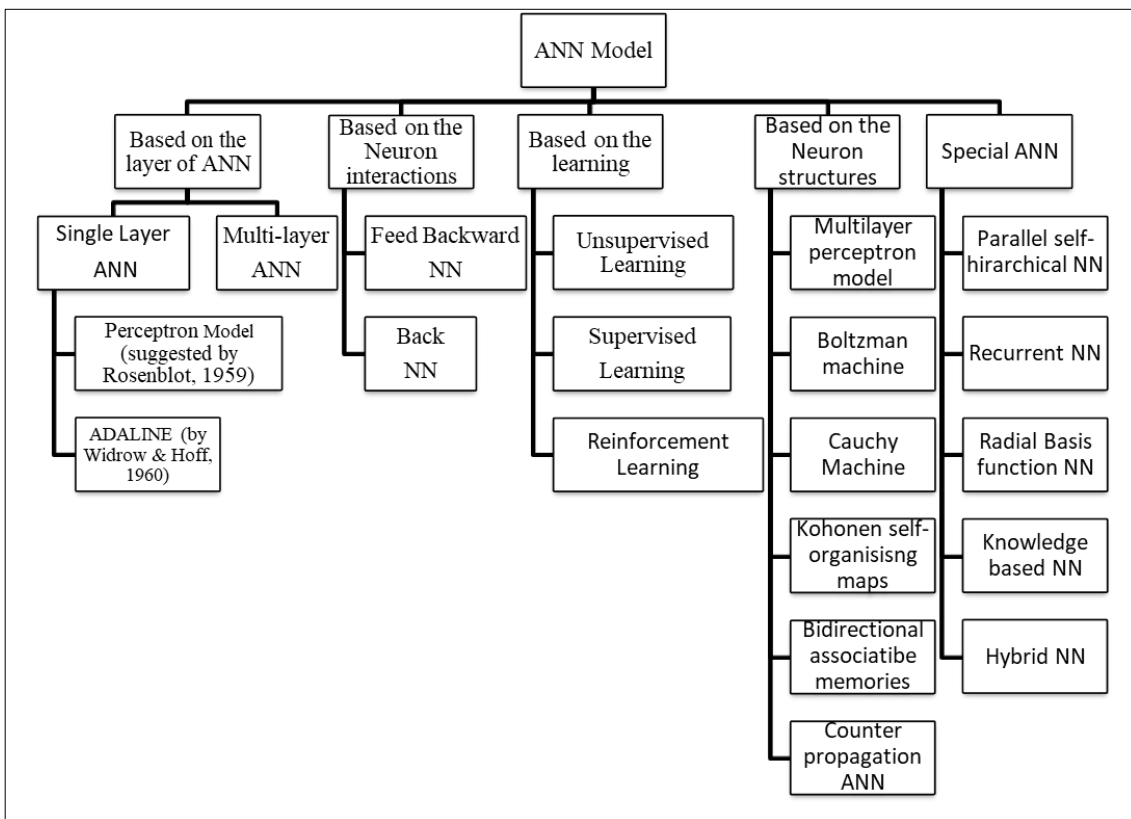 ANN Model
Based on the
layer of ANN
Based on the
Neuron
interactions
Based on the
learning
Based on the
Neuron
structures
Special ANN
Single Layer
ANN
Multi-layer
ANN
Feed Backward
NN
Unsupervised
Learning
Multilayer
perceptron
model
Parallel self-
hirarchical NN
Perceptron Model
(suggested by
Rosenblot, 1959)
Back
NN
Supervised
Learning
Boltzman
machine
Recurrent NN
ADALINE (by
Widrow & Hoff,
1960)
Reinforcement
Learning
Cauchy
Machine
Radial Basis
function NN
Kohonen self-
organisisng
maps
Knowledge
based NN
Bidirectional
associatibe
memories
Hybrid NN
Counter
propagation
ANN